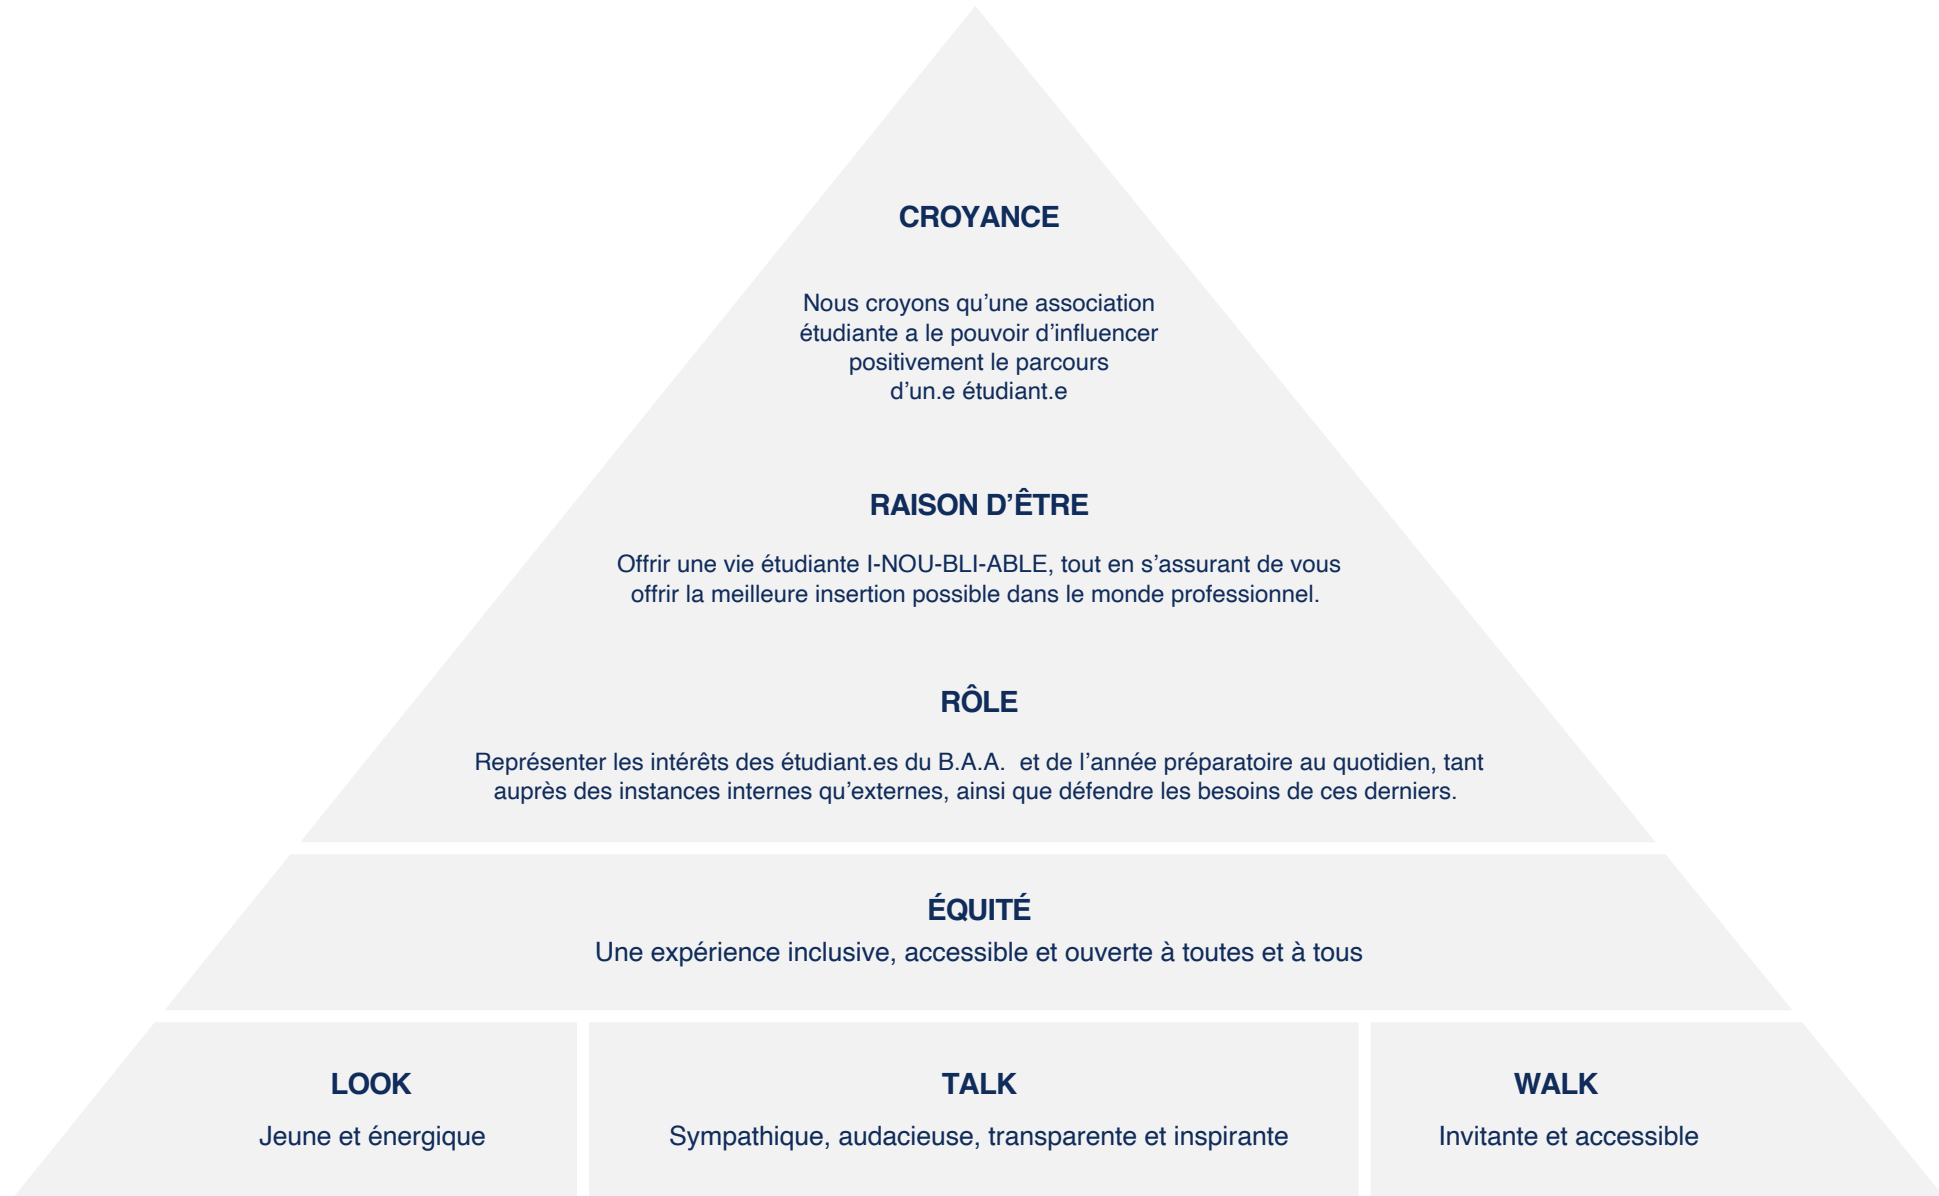 CROYANCE
Nous croyons qu’une association
étudiante a le pouvoir d’influencer
positivement le parcours
d’un.e étudiant.e
RAISON D’ÊTRE
Offrir une vie étudiante I-NOU-BLI-ABLE, tout en s’assurant de vous
offrir la meilleure insertion possible dans le monde professionnel.
RÔLE
Représenter les intérêts des étudiant.es du B.A.A.  et de l’année préparatoire au quotidien, tant
auprès des instances internes qu’externes, ainsi que défendre les besoins de ces derniers.
ÉQUITÉ
Une expérience inclusive, accessible et ouverte à toutes et à tous
LOOK
Jeune et énergique
TALK
Sympathique, audacieuse, transparente et inspirante
WALK
Invitante et accessible